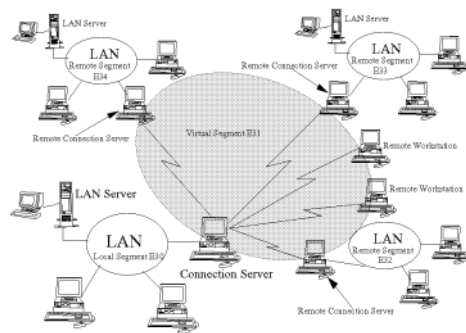 LAN Server
LAN
Remote Segment
E34
Remote Connection Server
LAN Server
LAN
Remote Segment
E33
Remote Connection Server
Virtual Segment E31
Remote Workstation
Remote Workstation
LAN Server
LAN
Local Segment E30
Connection Server
LAN
Remote Segment
E32
Remote Connection Server